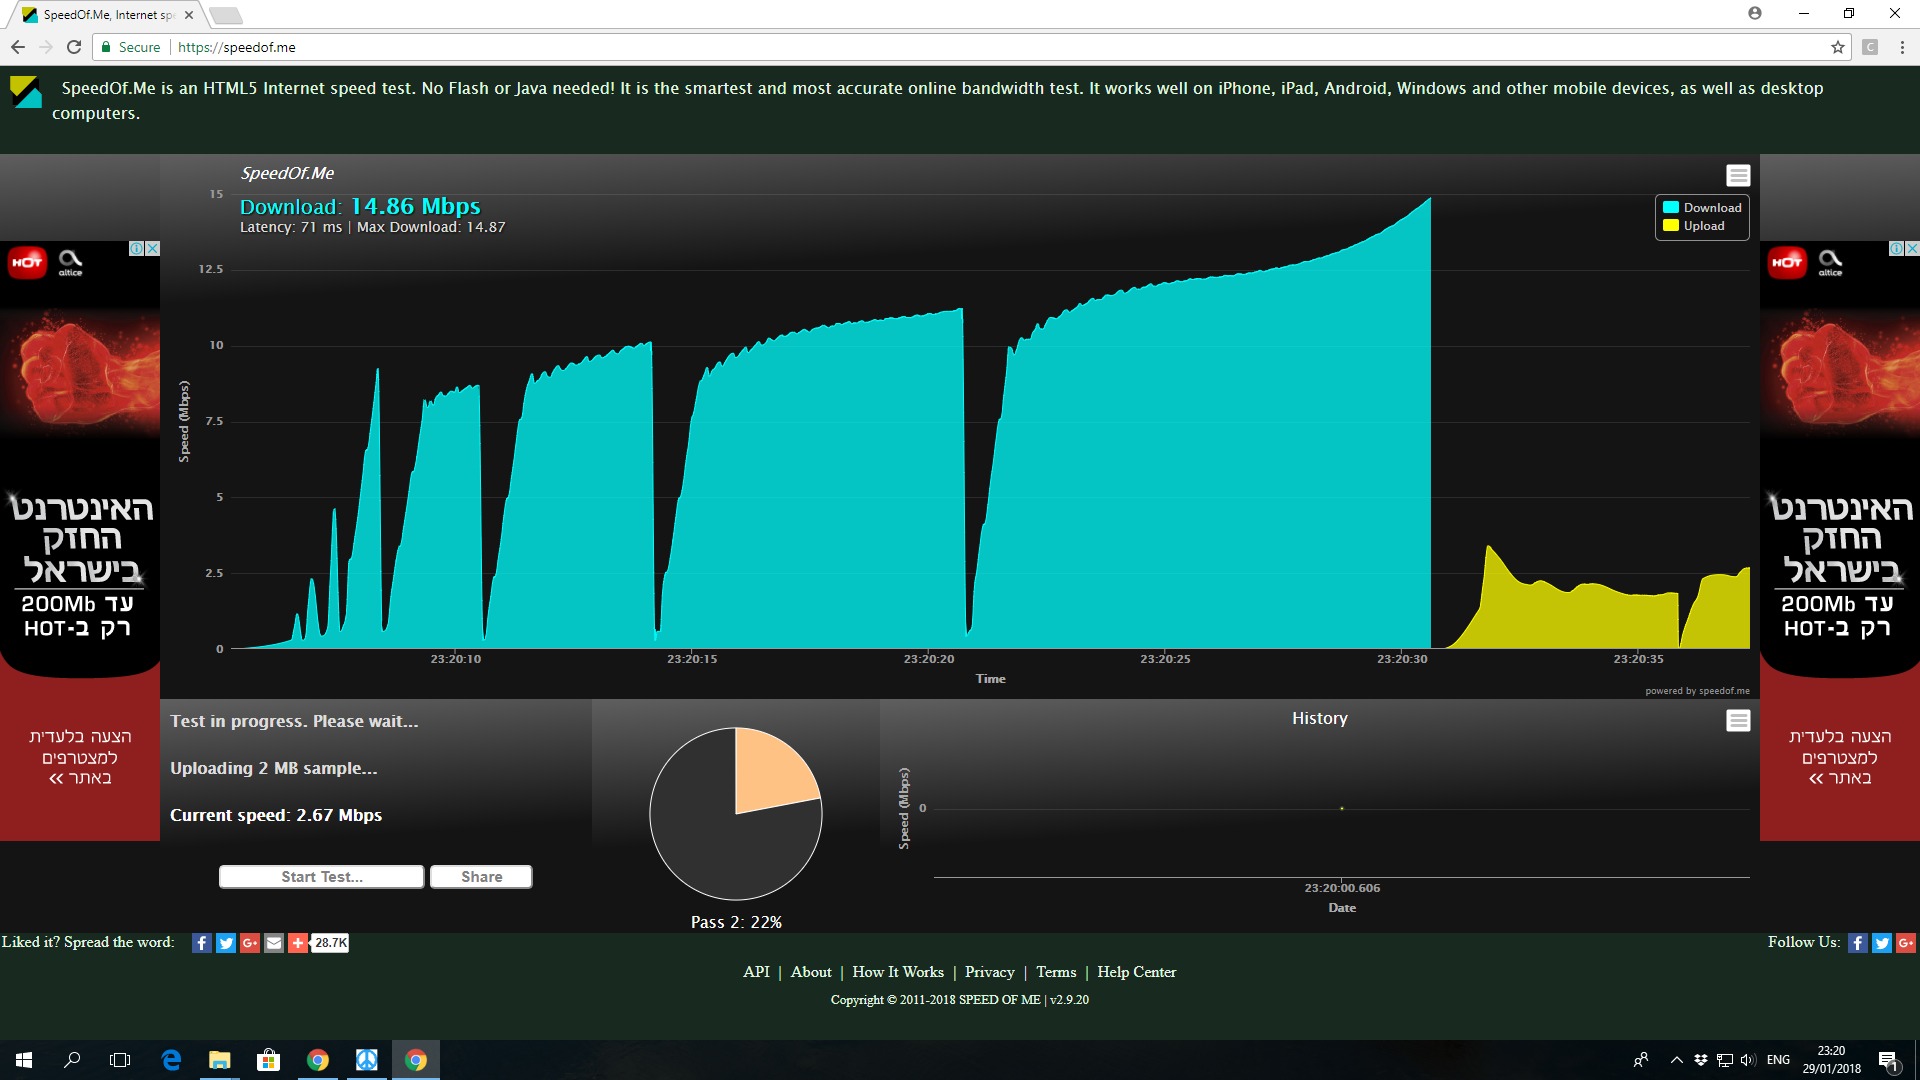 SpeedOf.Me, Internet spe
Secure
https://speedof.me
C
SpeedOf.Me is an HTML5 Internet speed test. No Flash or Java needed! It is the smartest and most accurate online bandwidth test. It works well on iPhone, iPad, Android, Windows and other mobile devices, as well as desktop
computers.
SpeedOf.Me
Download: 14.86 Mbps
Latency: 71 ms | Max Download: 14.87
Download
Upload
15
12.5
10
7.5
5
2.5
0
Speed (Mbps)
23:20:10
23:20:15
23:20:20
23:20:25
23:20:30
23:20:35
Time
powered by speedof.me
HOT
altice
האינטרנט
החזק
בישראל
עד 200Mb
רק ב-HOT
הצעה בלעדית
למצטרפים
באתר >>
HOT
altice
האינטרנט
החזק
בישראל
עד 200Mb
רק ב-HOT
הצעה בלעדית
למצטרפים
באתר >>
Test in progress. Please wait...
Uploading 2 MB sample...
Current speed: 2.67 Mbps
Start Test...
Share
Pass 2: 22%
History
Speed (Mbps)
0
23:20:00.606
Date
Liked it? Spread the word:
28.7K
Follow Us:
API | About | How It Works | Privacy | Terms | Help Center
Copyright © 2011-2018 SPEED OF ME | v2.9.20
ENG
23:20
29/01/2018
1